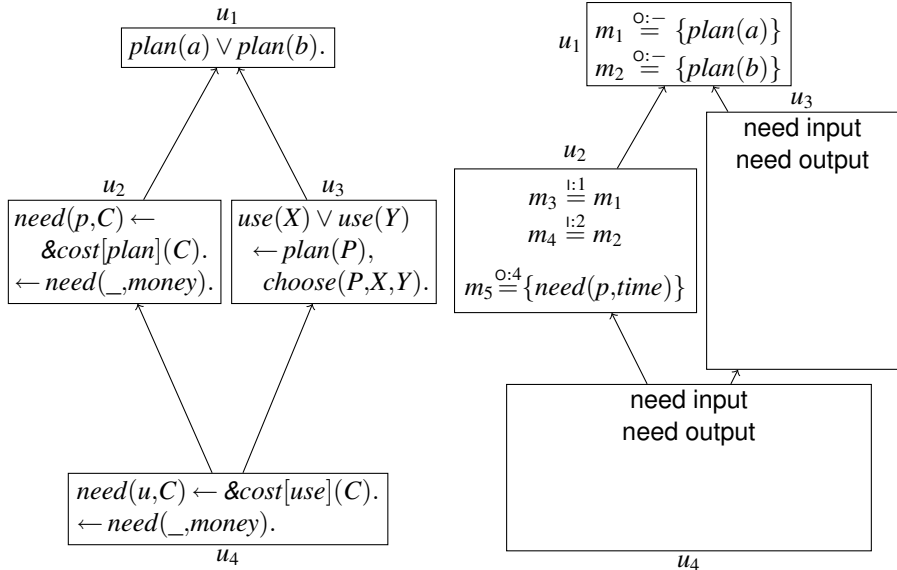 u₁
plan(a) ∨ plan(b).
u₂
need(p,C) ←
&cost[plan](C).
← need(_,money).
u₃
use(X) ∨ use(Y)
← plan(P),
choose(P,X,Y).
need(u,C) ← &cost[use](C).
← need(_,money).
u₄
u₁
m₁ O:− = {plan(a)}
m₂ O:− = {plan(b)}
u₂
m₃ I:1 = m₁
m₄ I:2 = m₂
m₅ O:4 = {need(p,time)}
u₃
need input
need output
need input
need output
u₄